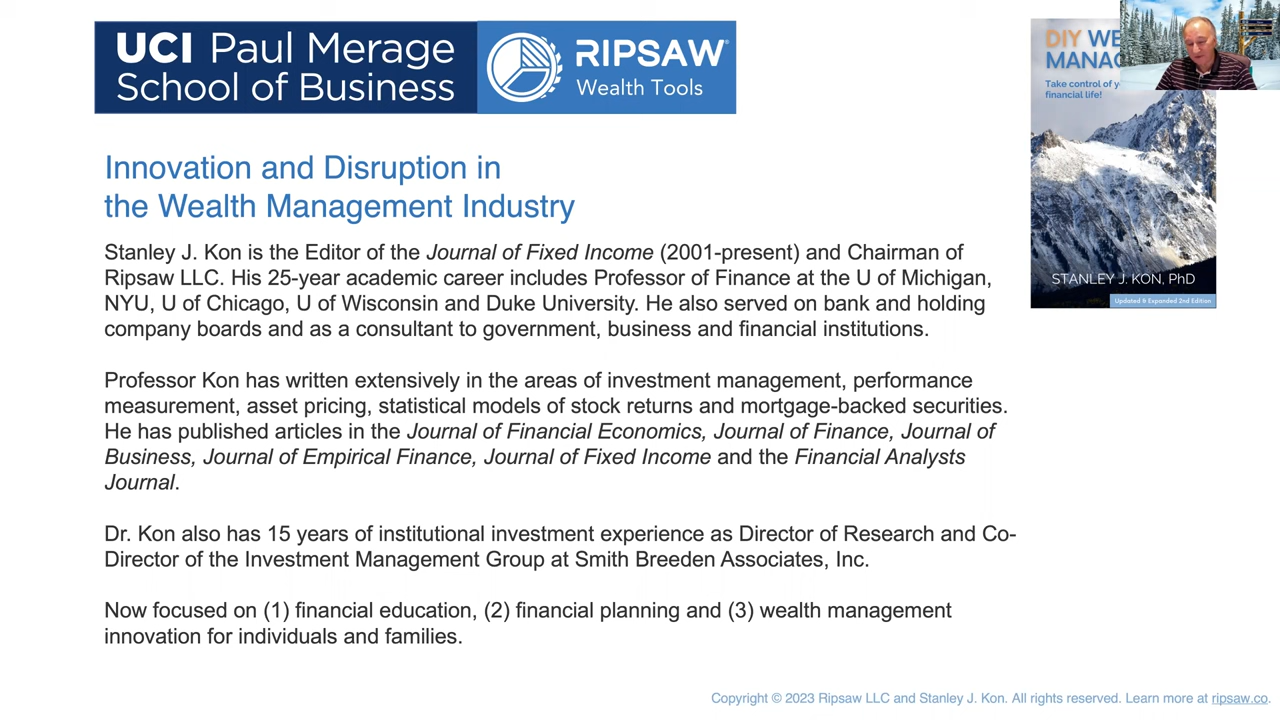 UCI Paul Merage
School of Business
RIPSAW®
Wealth Tools
DIY WE
MANAG
Take control of y
financial life!
STANLEY J. KON, PhD
Updated & Expanded 2nd Edition
Innovation and Disruption in
the Wealth Management Industry
Stanley J. Kon is the Editor of the Journal of Fixed Income (2001-present) and Chairman of
Ripsaw LLC. His 25-year academic career includes Professor of Finance at the U of Michigan,
NYU, U of Chicago, U of Wisconsin and Duke University. He also served on bank and holding
company boards and as a consultant to government, business and financial institutions.
Professor Kon has written extensively in the areas of investment management, performance
measurement, asset pricing, statistical models of stock returns and mortgage-backed securities.
He has published articles in the Journal of Financial Economics, Journal of Finance, Journal of
Business, Journal of Empirical Finance, Journal of Fixed Income and the Financial Analysts
Journal.
Dr. Kon also has 15 years of institutional investment experience as Director of Research and Co-
Director of the Investment Management Group at Smith Breeden Associates, Inc.
Now focused on (1) financial education, (2) financial planning and (3) wealth management
innovation for individuals and families.
Copyright © 2023 Ripsaw LLC and Stanley J. Kon. All rights reserved. Learn more at ripsaw.co.